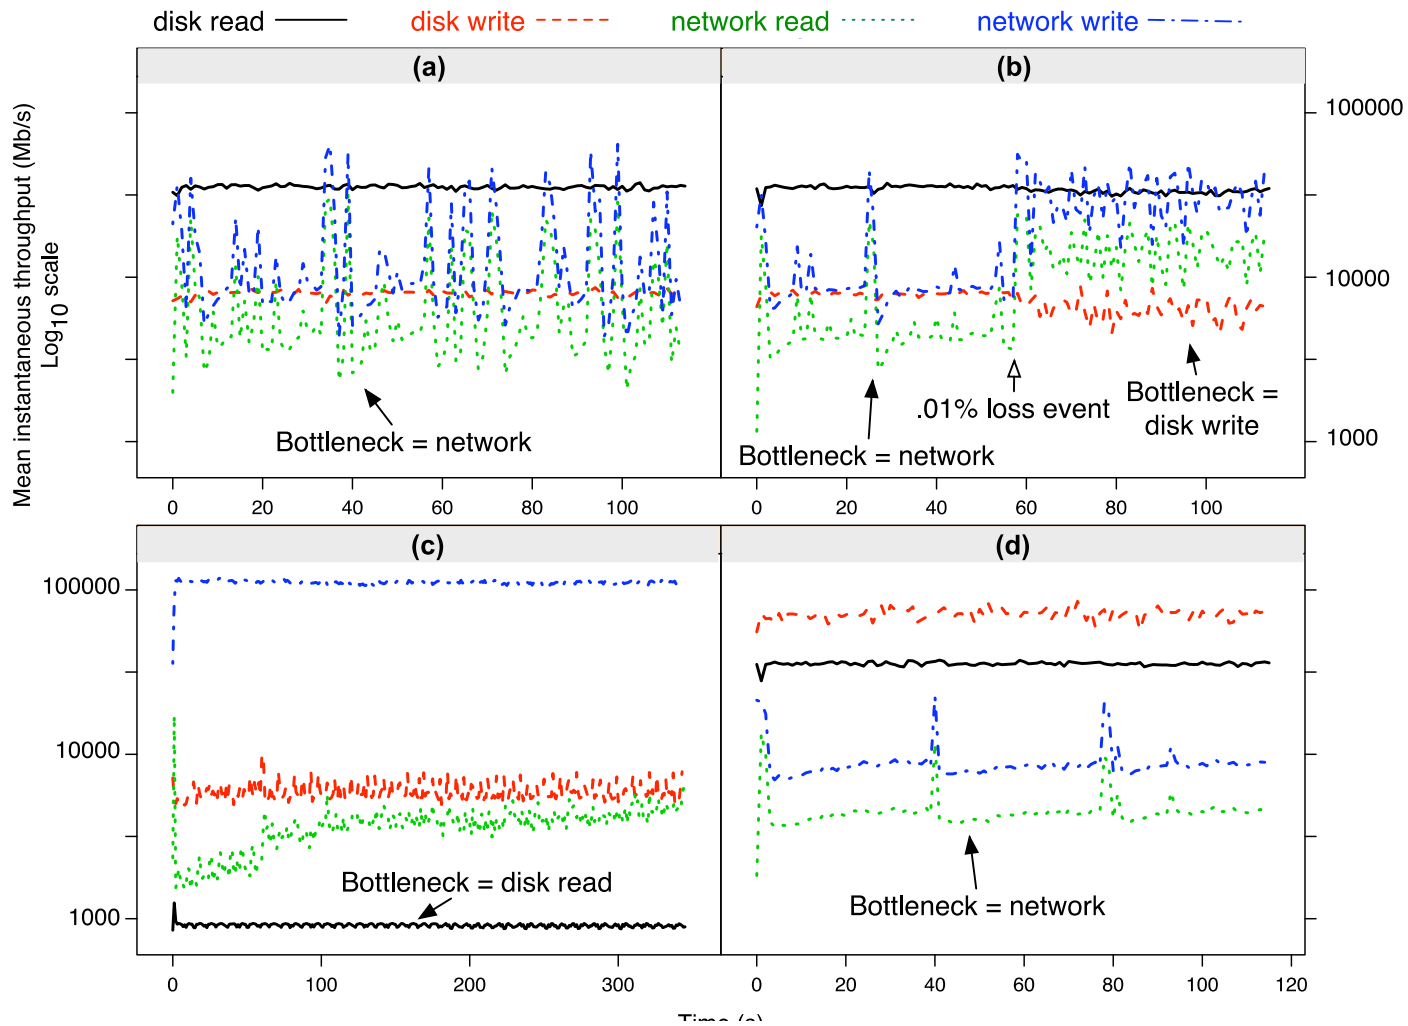 disk read disk write network read network write
Mean instantaneous throughput (Mb/s)
Log10 scale
(a)
Bottleneck = network
0 20 40 60 80 100
(b)
100000
10000
1000
.01% loss event
Bottleneck =
disk write
Bottleneck = network
0 20 40 60 80 100
(c)
100000
10000
1000
Bottleneck = disk read
0 100 200 300
(d)
Bottleneck = network
0 20 40 60 80 100 120
Time (s)